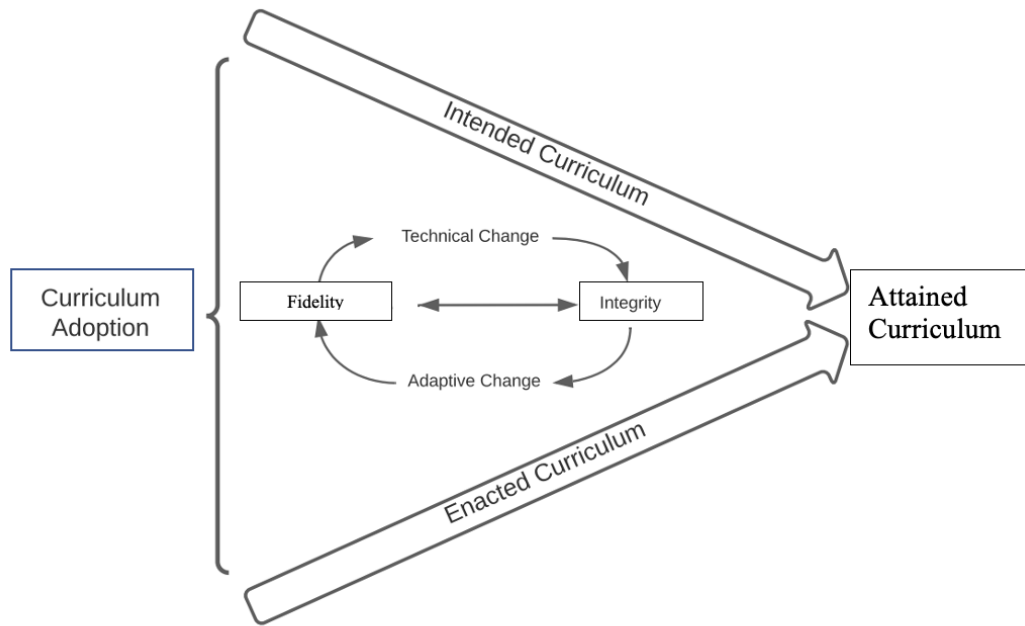 Intended Curriculum
Technical Change
Curriculum
Adoption
Fidelity
Integrity
Attained
Curriculum
Adaptive Change
Enacted Curriculum